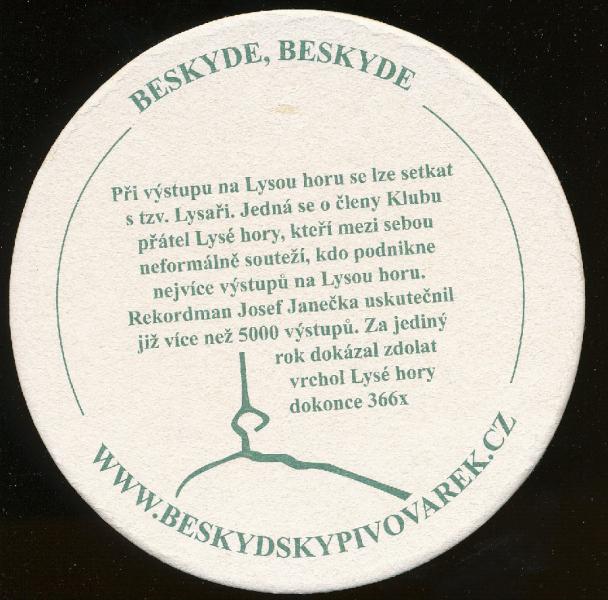 BESKYDE, BESKYDE
Při výstupu na Lysou horu se lze setkat
s tzv. Lysaři. Jedná se o členy Klubu
přátel Lysé hory, kteří mezi sebou
neformálně souteží, kdo podnikne
nejvíce výstupů na Lysou horu.
Rekordman Josef Janečka uskutečnil
již více než 5000 výstupů. Za jediný
rok dokázal zdolat
vrchol Lysé hory
dokonce 366x
WWW.BESKYDSKYPIVOVAREK.CZ